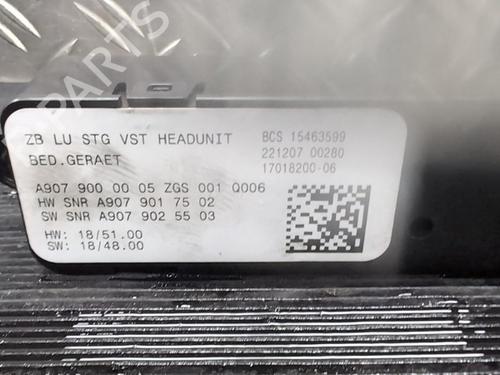 PARTS
ZB LU STG VST HEADUNIT
BED.GERAET
A907 900 00 05 ZGS 001 Q006
HW SNR A907 901 75 02
SW SNR A907 902 55 03
HW: 18/51.00
SW: 18/48.00
BCS 15463599
221207 00280
17018200-06